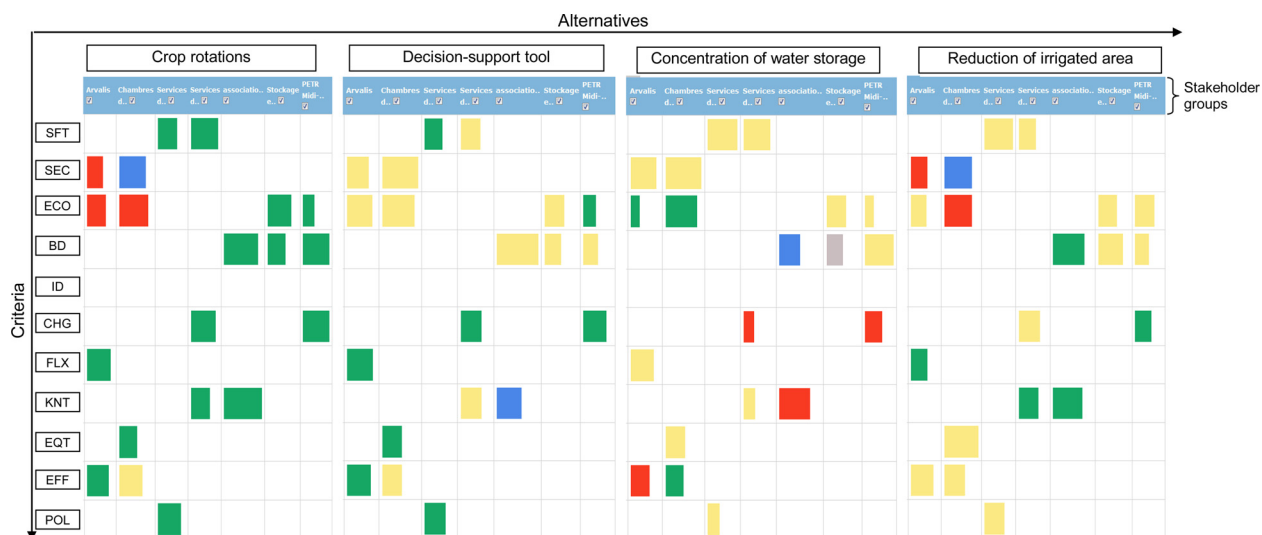 Alternatives
Crop rotations
Decision-support tool
Concentration of water storage
Reduction of irrigated area
Arvalis Chambres d.. Services d.. Services d.. associatio.. Stockage e.. PETR Midi-..
Arvalis Chambres d.. Services d.. Services d.. associatio.. Stockage e.. PETR Midi-..
Arvalis Chambres d.. Services d.. Services d.. associatio.. Stockage e.. PETR Midi-..
Arvalis Chambres d.. Services d.. Services d.. associatio.. Stockage e.. PETR Midi-..
Stakeholder
groups
Criteria
SFT
SEC
ECO
BD
ID
CHG
FLX
KNT
EQT
EFF
POL